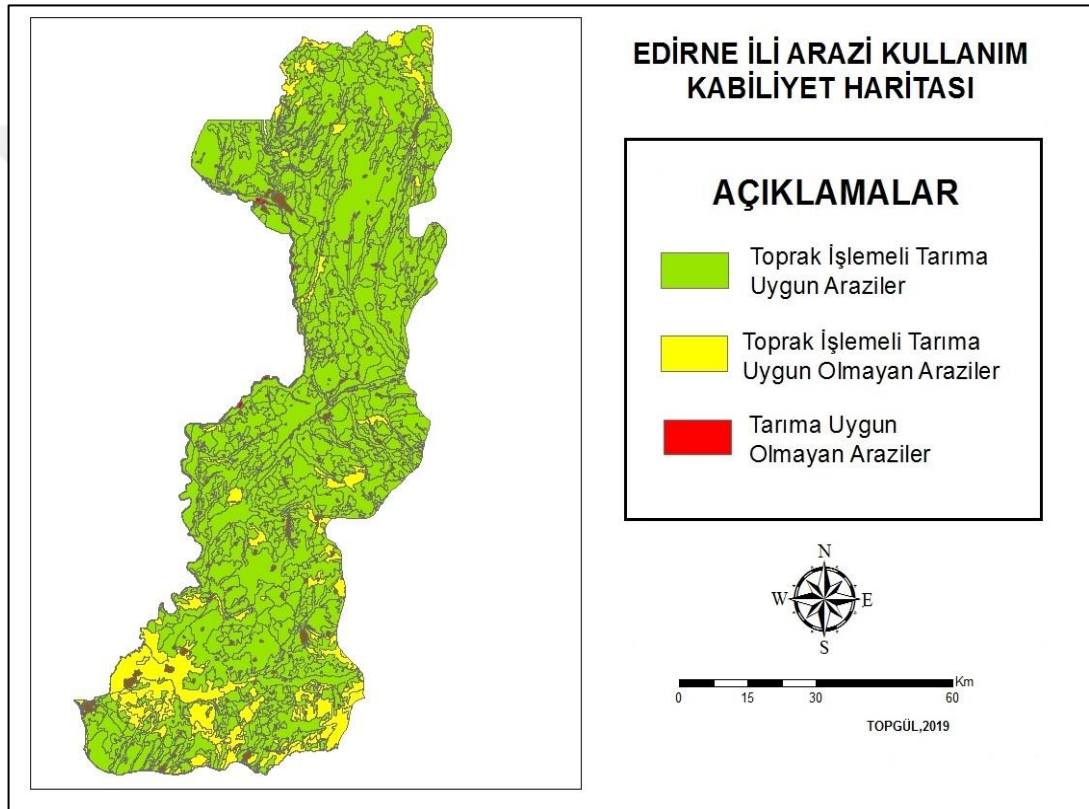 EDİRNE İLİ ARAZİ KULLANIM
KABİLİYET HARİTASI
AÇIKLAMALAR
Toprak İşlemeli Tarıma
Uygun Araziler
Toprak İşlemeli Tarıma
Uygun Olmayan Araziler
Tarıma Uygun
Olmayan Araziler
N
W E
S
Km
0 15 30 60
TOPGÜL,2019